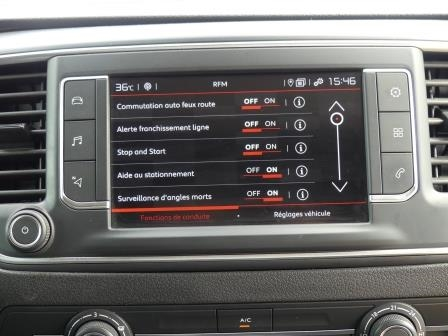 36°C RFM 15:46
Commutation auto feux route OFF ON
Alerte franchissement ligne OFF ON
Stop and Start OFF ON
Aide au stationnement OFF ON
Surveillance d'angles morts OFF ON
Fonctions de conduite Réglages véhicule
A/C